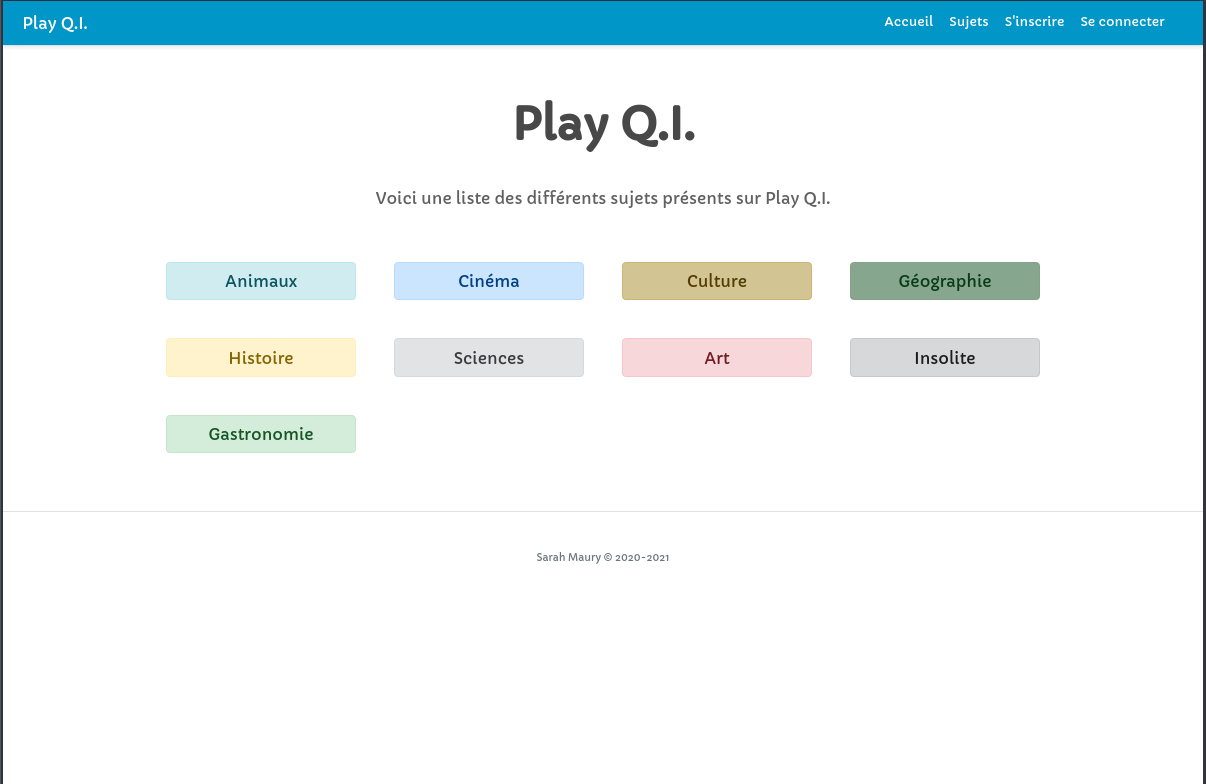 Play Q.I.
Accueil Sujets S'inscrire Se connecter
Play Q.I.
Voici une liste des différents sujets présents sur Play Q.I.
Animaux Cinéma Culture Géographie
Histoire Sciences Art Insolite
Gastronomie
Sarah Maury © 2020-2021